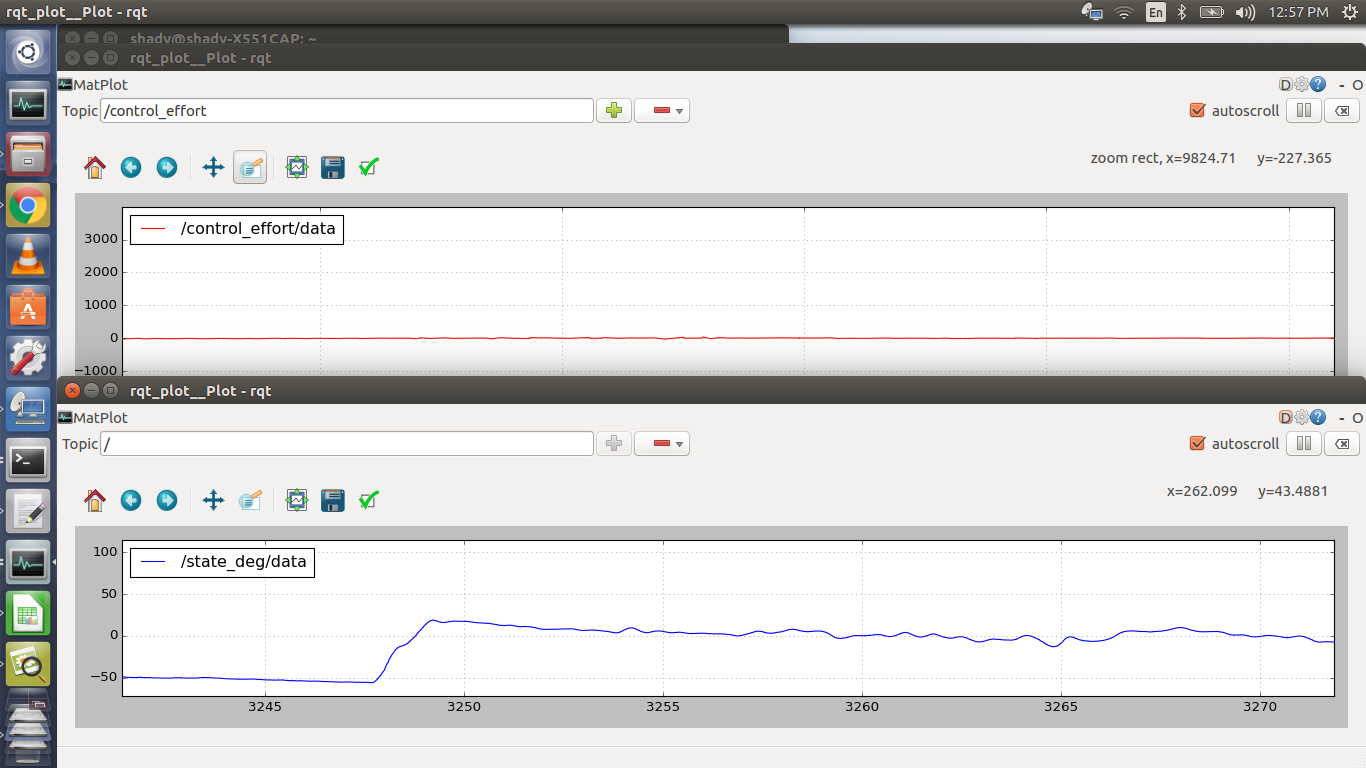 rqt_plot__Plot - rqt
En
12:57 PM
shady@shady-X551CAP: ~
rqt_plot__Plot - rqt
MatPlot
D
- O
Topic /control_effort
autoscroll
zoom rect, x=9824.71 y=-227.365
/control_effort/data
3000
2000
1000
0
−1000
rqt_plot__Plot - rqt
MatPlot
D
- O
Topic /
autoscroll
x=262.099 y=43.4881
/state_deg/data
100
50
0
−50
3245 3250 3255 3260 3265 3270